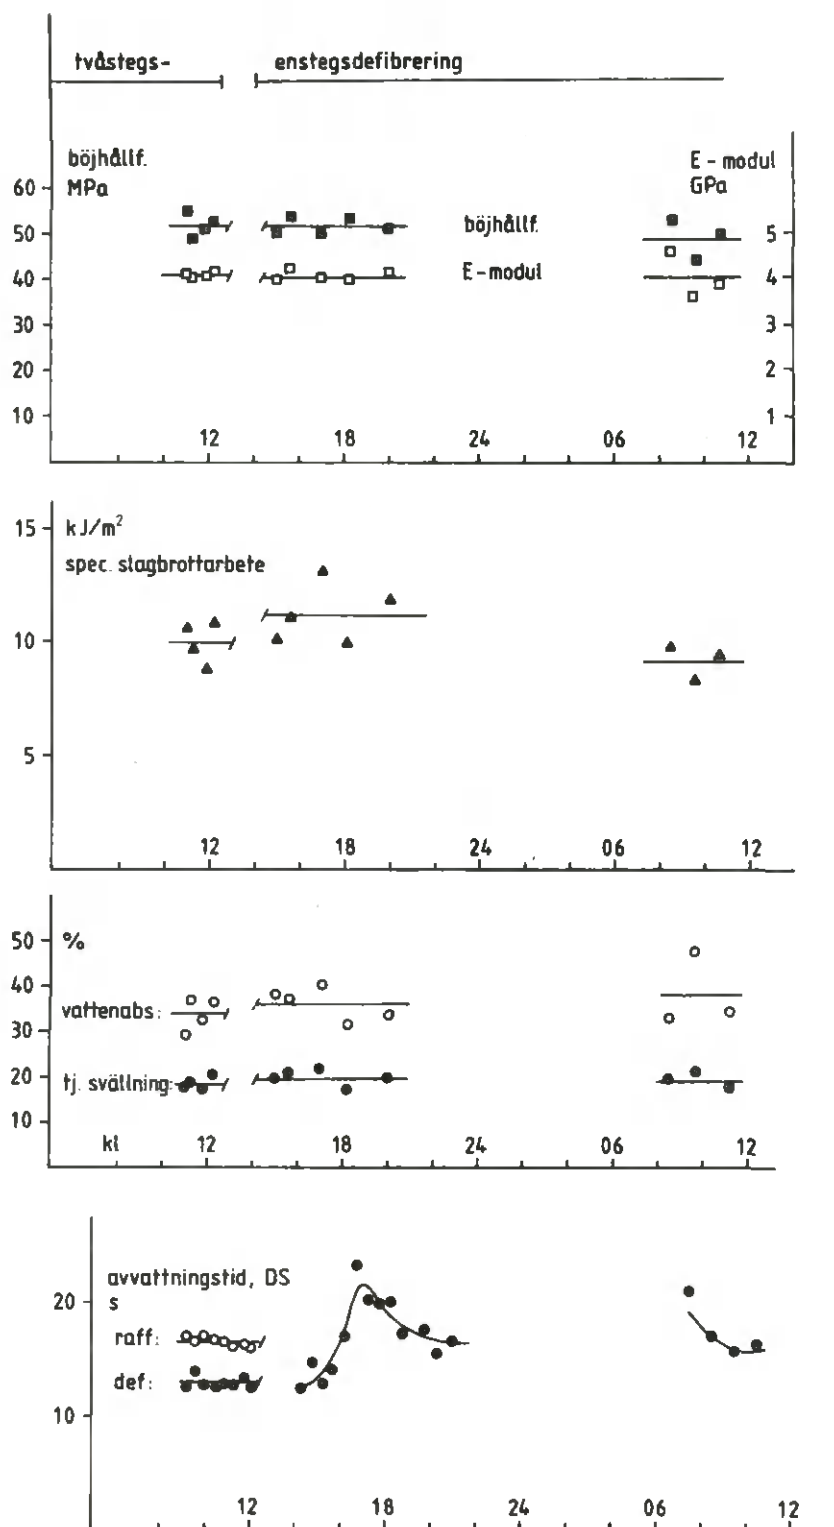 tvåstegs-
enstegsdefibrering
böjhållf.
MPa
E-modul
GPa
60
50
40
30
20
10
böjhållf.
E-modul
5
4
3
2
1
12 18 24 06 12
15
kJ/m²
spec. slagbrottarbete
10
5
12 18 24 06 12
50
%
40
vattenabs:
30
20
tj. svällning:
10
kl 12 18 24 06 12
avvattningstid, DS
20
s
raff:
def:
10
12 18 24 06 12